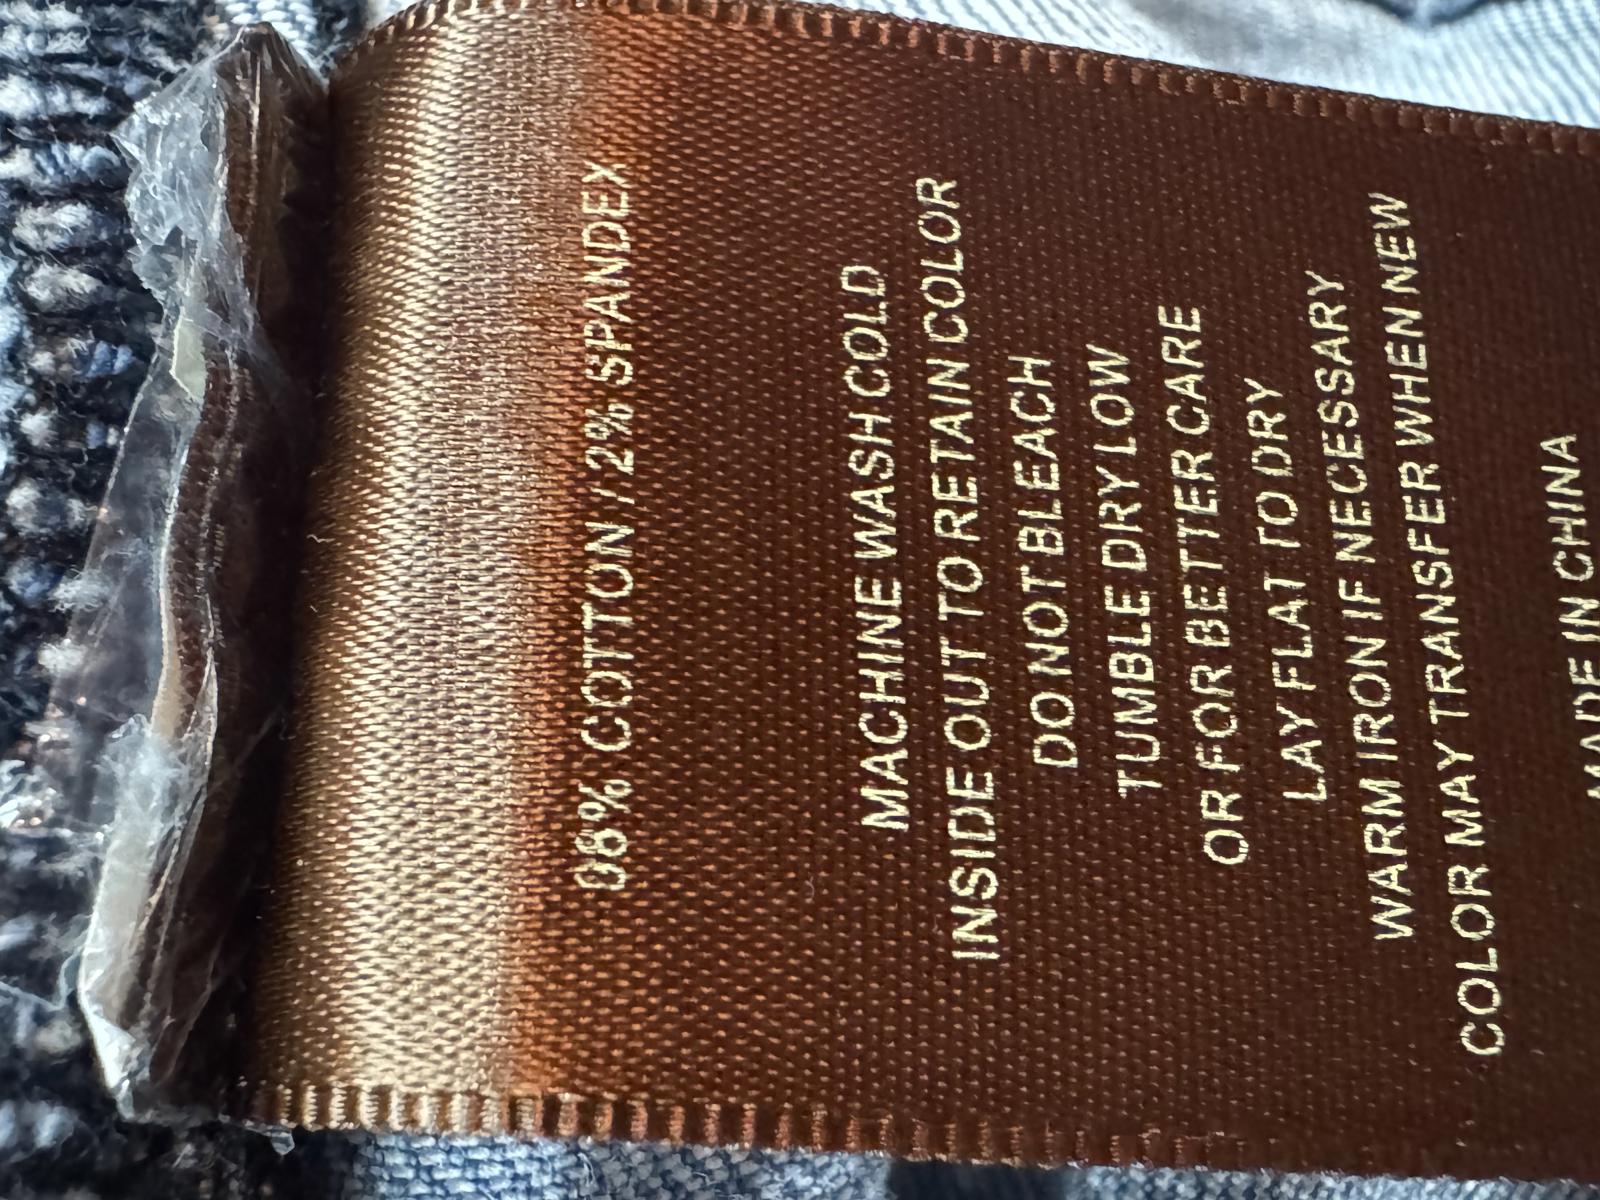 98% COTTON / 2% SPANDEX
MACHINE WASH COLD
INSIDE OUT TO RETAIN COLOR
DO NOT BLEACH
TUMBLE DRY LOW
OR FOR BETTER CARE
LAY FLAT TO DRY
WARM IRON IF NECESSARY
COLOR MAY TRANSFER WHEN NEW
MADE IN CHINA